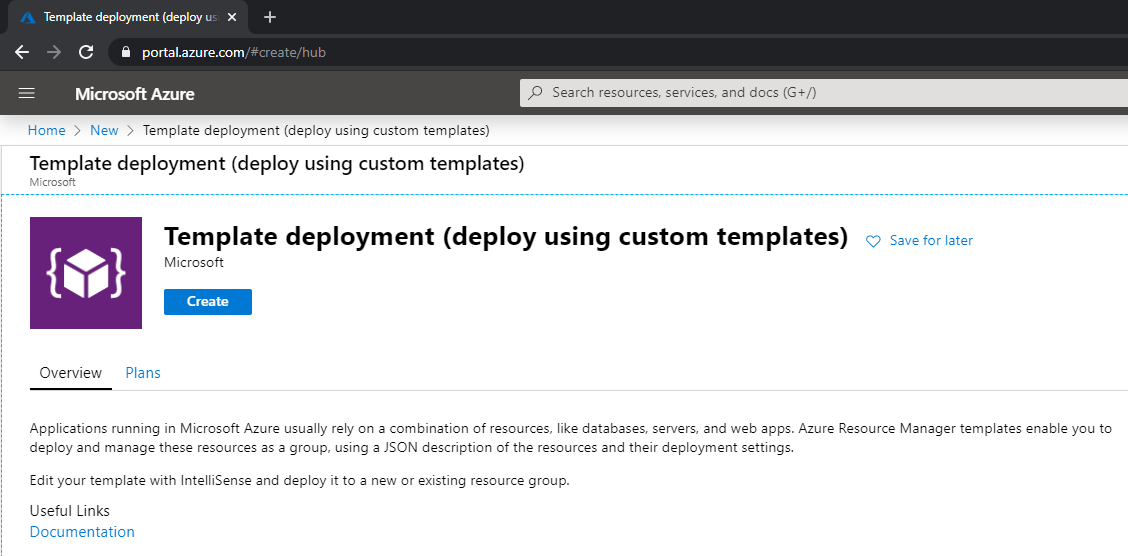 Template deployment (deploy us
portal.azure.com/#create/hub
Microsoft Azure
Search resources, services, and docs (G+/)
Home > New > Template deployment (deploy using custom templates)
Template deployment (deploy using custom templates)
Microsoft
Template deployment (deploy using custom templates)
Save for later
Microsoft
Create
Overview
Plans
Applications running in Microsoft Azure usually rely on a combination of resources, like databases, servers, and web apps. Azure Resource Manager templates enable you to
deploy and manage these resources as a group, using a JSON description of the resources and their deployment settings.
Edit your template with IntelliSense and deploy it to a new or existing resource group.
Useful Links
Documentation